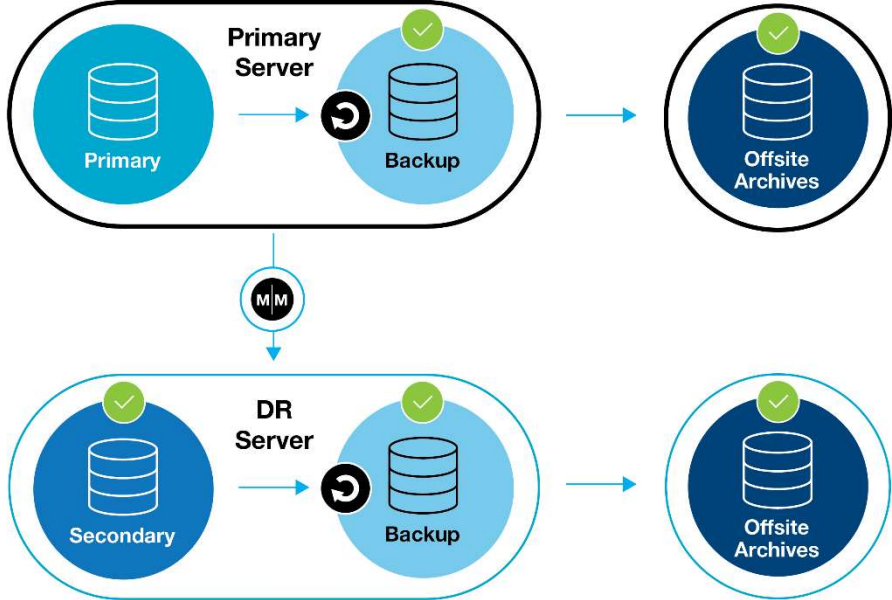 Primary
Server
Primary
Backup
Offsite
Archives
M|M
DR
Server
Secondary
Backup
Offsite
Archives